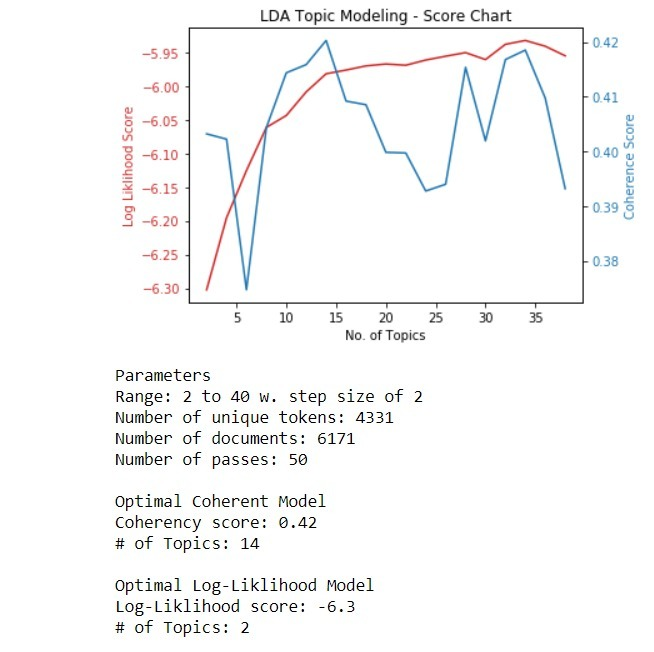 LDA Topic Modeling - Score Chart
−5.95
−6.00
−6.05
−6.10
−6.15
−6.20
−6.25
−6.30
Log Liklihood Score
0.42
0.41
0.40
0.39
0.38
Coherence Score
5 10 15 20 25 30 35
No. of Topics
Parameters
Range: 2 to 40 w. step size of 2
Number of unique tokens: 4331
Number of documents: 6171
Number of passes: 50
Optimal Coherent Model
Coherency score: 0.42
# of Topics: 14
Optimal Log-Liklihood Model
Log-Liklihood score: -6.3
# of Topics: 2